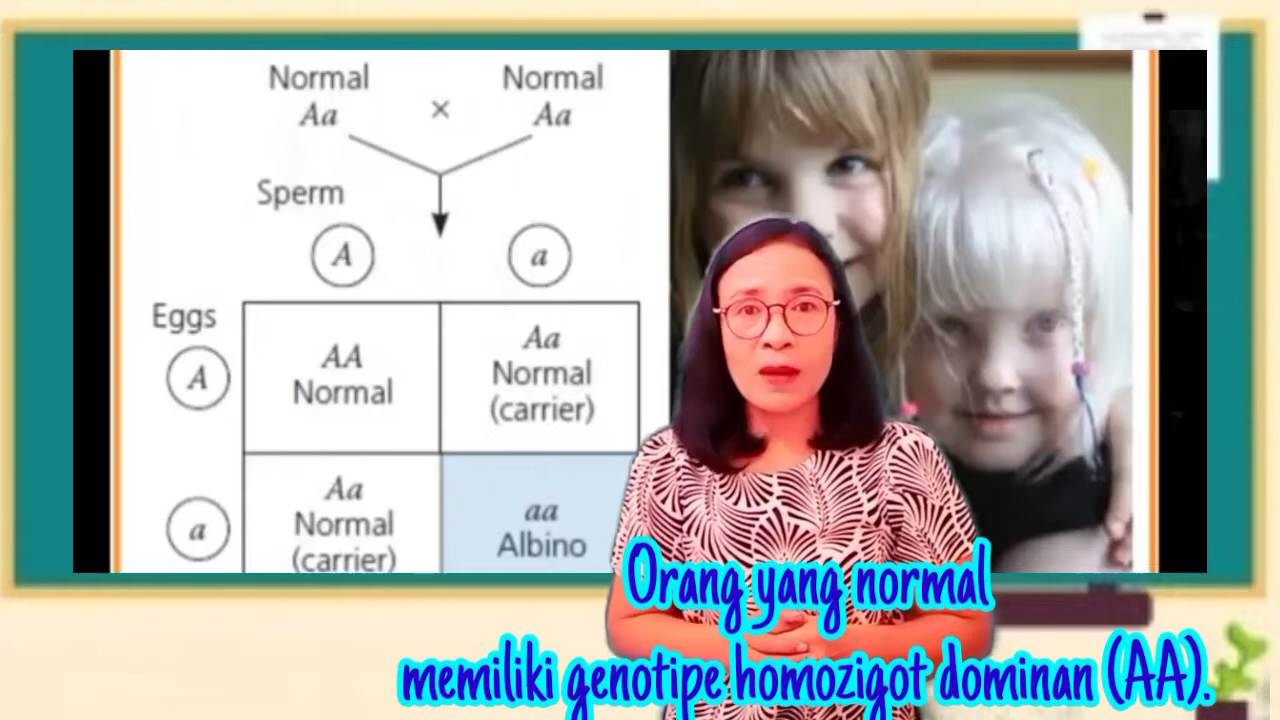 Normal Normal
Aa × Aa
Sperm
A a
Eggs
A
AA
Normal
Aa
Normal
(carrier)
a
Aa
Normal
(carrier)
aa
Albino
Orang yang normal
memiliki genotipe homozigot dominan (AA).